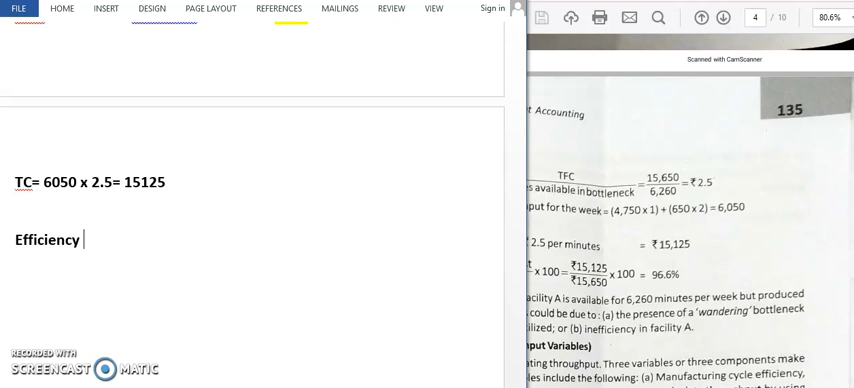 FILE HOME INSERT DESIGN PAGE LAYOUT REFERENCES MAILINGS REVIEW VIEW Sign in
4 / 10 80.6%
TC= 6050 x 2.5= 15125
Efficiency
RECORDED WITH
SCREENCAST MATIC
Scanned with CamScanner
t Accounting 135
TFC
s available in bottleneck = 15,650 / 6,260 = ₹ 2.5
put for the week = (4,750 x 1) + (650 x 2) = 6,050
2.5 per minutes = ₹ 15,125
t x 100 = ₹15,125 / ₹15,650 x 100 = 96.6%
acility A is available for 6,260 minutes per week but produced
could be due to : (a) the presence of a 'wandering' bottleneck
ilized; or (b) inefficiency in facility A.
nput Variables)
ating throughput. Three variables or three components make
les include the following: (a) Manufacturing cycle efficiency,